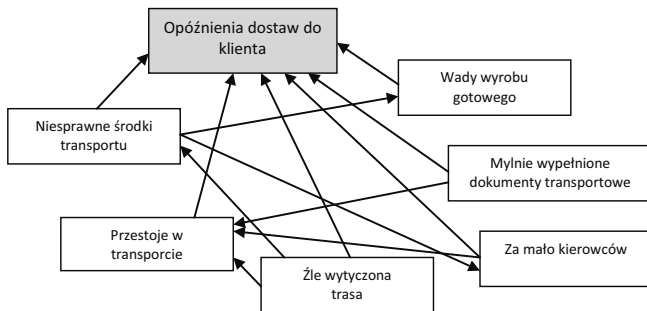 Opóźnienia dostaw do
klienta
Wady wyrobu
gotowego
Niesprawne środki
transportu
Mylnie wypełnione
dokumenty transportowe
Przestoje w
transporcie
Za mało kierowców
Źle wytyczona
trasa